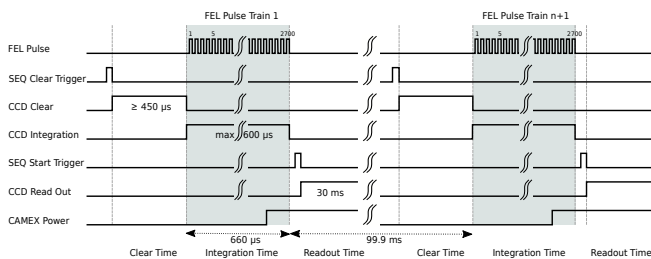 FEL Pulse Train 1 FEL Pulse Train n+1
1 5 2700 1 5 2700
FEL Pulse
SEQ Clear Trigger
CCD Clear ≥ 450 µs
CCD Integration max. 600 µs
SEQ Start Trigger
CCD Read Out 30 ms
CAMEX Power
660 µs 99.9 ms
Clear Time Integration Time Readout Time Clear Time Integration Time Readout Time